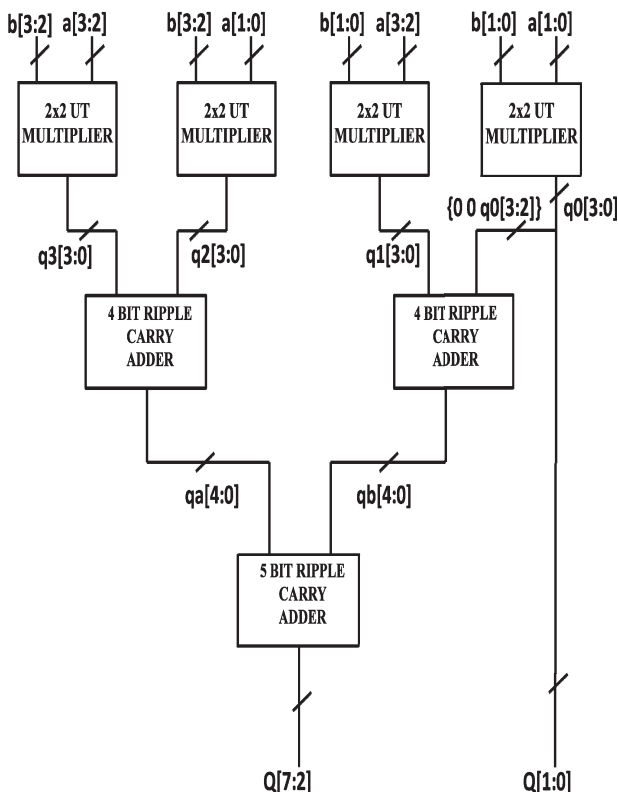 b[3:2] a[3:2] b[3:2] a[1:0] b[1:0] a[3:2] b[1:0] a[1:0]
2x2 UT
MULTIPLIER
2x2 UT
MULTIPLIER
2x2 UT
MULTIPLIER
2x2 UT
MULTIPLIER
{0 0 q0[3:2]} q0[3:0]
q3[3:0] q2[3:0] q1[3:0]
4 BIT RIPPLE
CARRY
ADDER
4 BIT RIPPLE
CARRY
ADDER
qa[4:0] qb[4:0]
5 BIT RIPPLE
CARRY
ADDER
Q[7:2] Q[1:0]